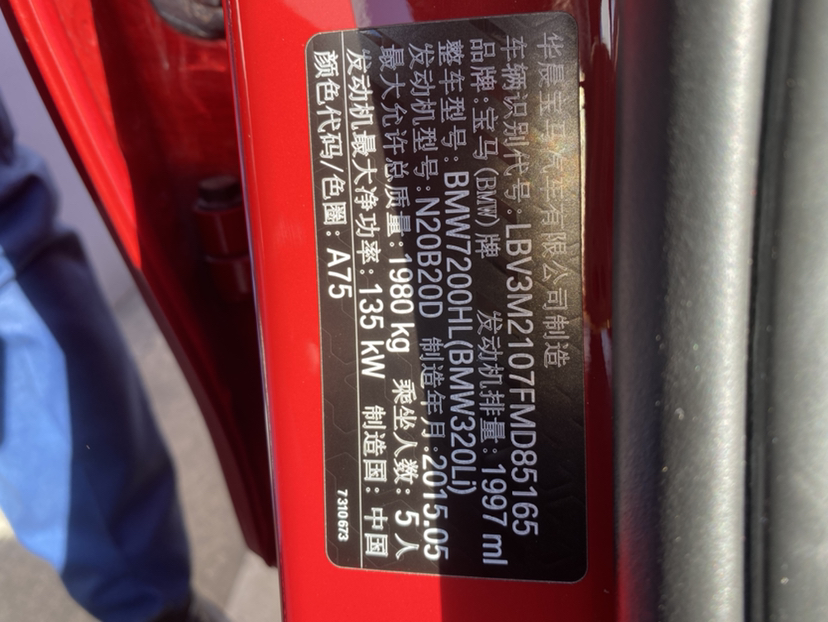 华晨宝马汽车有限公司制造
车辆识别代号:LBV3M2107FMD85165
品牌:宝马(BMW)牌 发动机排量:1997 ml
整车型号:BMW7200HL(BMW320Li)
发动机型号:N20B20D 制造年月:2015.05
最大允许总质量:1980 kg 乘坐人数:5人
发动机最大净功率:135 kW 制造国:中国
颜色代码/色圈:A75
7310673